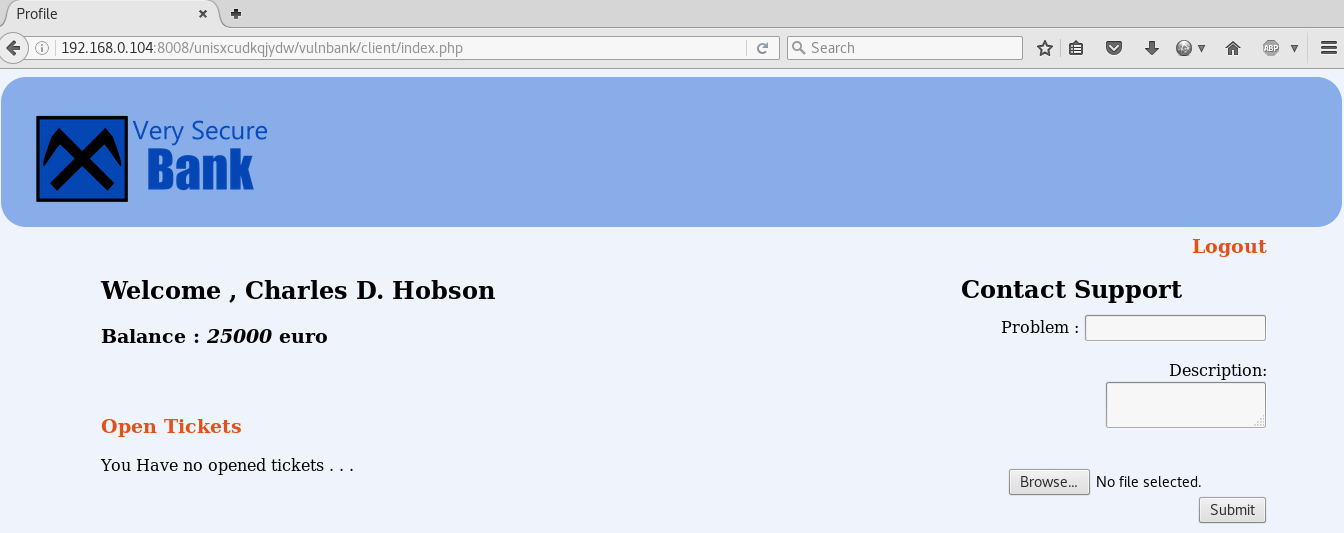 Profile
192.168.0.104:8008/unisxcudkqjydw/vulnbank/client/index.php
Search
ABP
Very Secure
Bank
Logout
Welcome , Charles D. Hobson
Balance : 25000 euro
Open Tickets
You Have no opened tickets . . .
Contact Support
Problem :
Description:
Browse... No file selected.
Submit